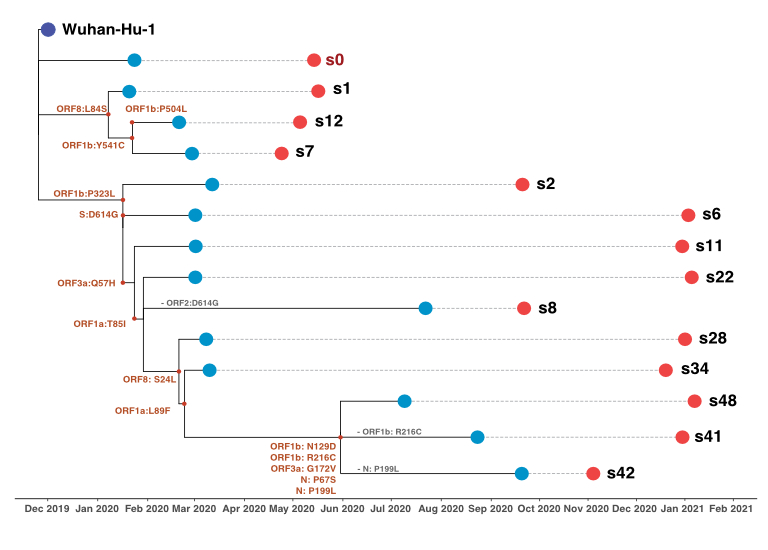 Wuhan-Hu-1
s0
s1
ORF8:L84S
ORF1b:P504L
s12
ORF1b:Y541C
s7
s2
ORF1b:P323L
S:D614G
s6
s11
ORF3a:Q57H
s22
- ORF2:D614G
s8
ORF1a:T85I
s28
s34
ORF8: S24L
s48
ORF1a:L89F
- ORF1b: R216C
s41
ORF1b: N129D
ORF1b: R216C
ORF3a: G172V
- N: P199L
s42
N: P67S
N: P199L
Dec 2019 Jan 2020 Feb 2020 Mar 2020 Apr 2020 May 2020 Jun 2020 Jul 2020 Aug 2020 Sep 2020 Oct 2020 Nov 2020 Dec 2020 Jan 2021 Feb 2021